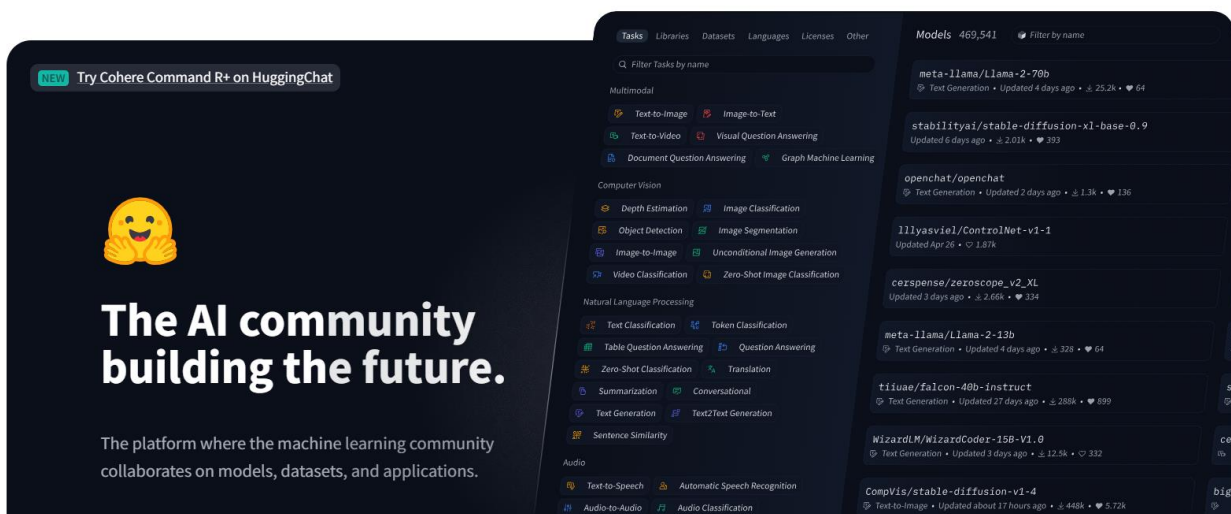 NEW Try Cohere Command R+ on HuggingChat
The AI community
building the future.
The platform where the machine learning community
collaborates on models, datasets, and applications.
Tasks Libraries Datasets Languages Licenses Other
Filter Tasks by name
Multimodal
Text-to-Image Image-to-Text
Text-to-Video Visual Question Answering
Document Question Answering Graph Machine Learning
Computer Vision
Depth Estimation Image Classification
Object Detection Image Segmentation
Image-to-Image Unconditional Image Generation
Video Classification Zero-Shot Image Classification
Natural Language Processing
Text Classification Token Classification
Table Question Answering Question Answering
Zero-Shot Classification Translation
Summarization Conversational
Text Generation Text2Text Generation
Sentence Similarity
Audio
Text-to-Speech Automatic Speech Recognition
Audio-to-Audio Audio Classification
Models 469,541 Filter by name
meta-llama/Llama-2-70b
Text Generation • Updated 4 days ago • 25.2k • 64
stabilityai/stable-diffusion-xl-base-0.9
Updated 6 days ago • 2.01k • 393
openchat/openchat
Text Generation • Updated 2 days ago • 1.3k • 136
lllyasviel/ControlNet-v1-1
Updated Apr 26 • 1.87k
cerspense/zeroscope_v2_XL
Updated 3 days ago • 2.66k • 334
meta-llama/Llama-2-13b
Text Generation • Updated 4 days ago • 328 • 64
tiiuae/falcon-40b-instruct
Text Generation • Updated 27 days ago • 288k • 899
WizardLM/WizardCoder-15B-V1.0
Text Generation • Updated 3 days ago • 12.5k • 332
CompVis/stable-diffusion-v1-4
Text-to-Image • Updated about 17 hours ago • 448k • 5.72k